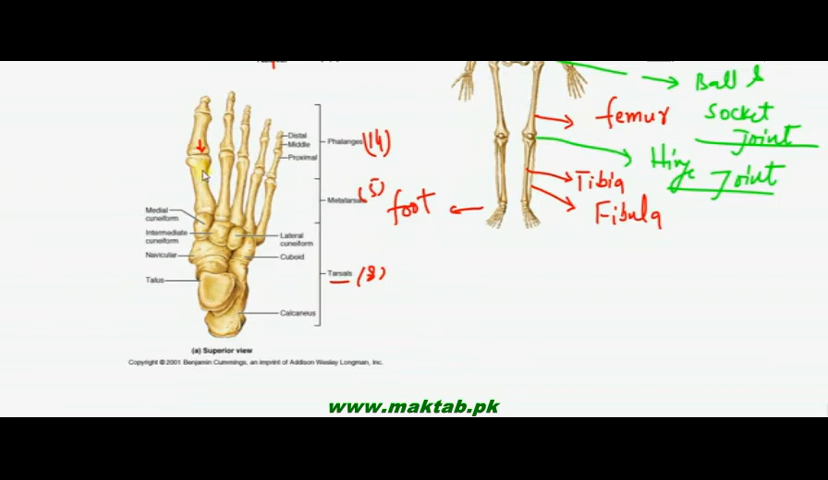 Ball &
Socket
Joint
femur
Hinge
Joint
Tibia
Fibula
foot
Distal
Middle
Proximal
Phalanges (14)
Metatarsals (5)
Medial
cuneiform
Intermediate
cuneiform
Navicular
Talus
Lateral
cuneiform
Cuboid
Tarsals (8)
Calcaneus
(a) Superior view
Copyright © 2001 Benjamin Cummings, an imprint of Addison Wesley Longman, Inc.
www.maktab.pk